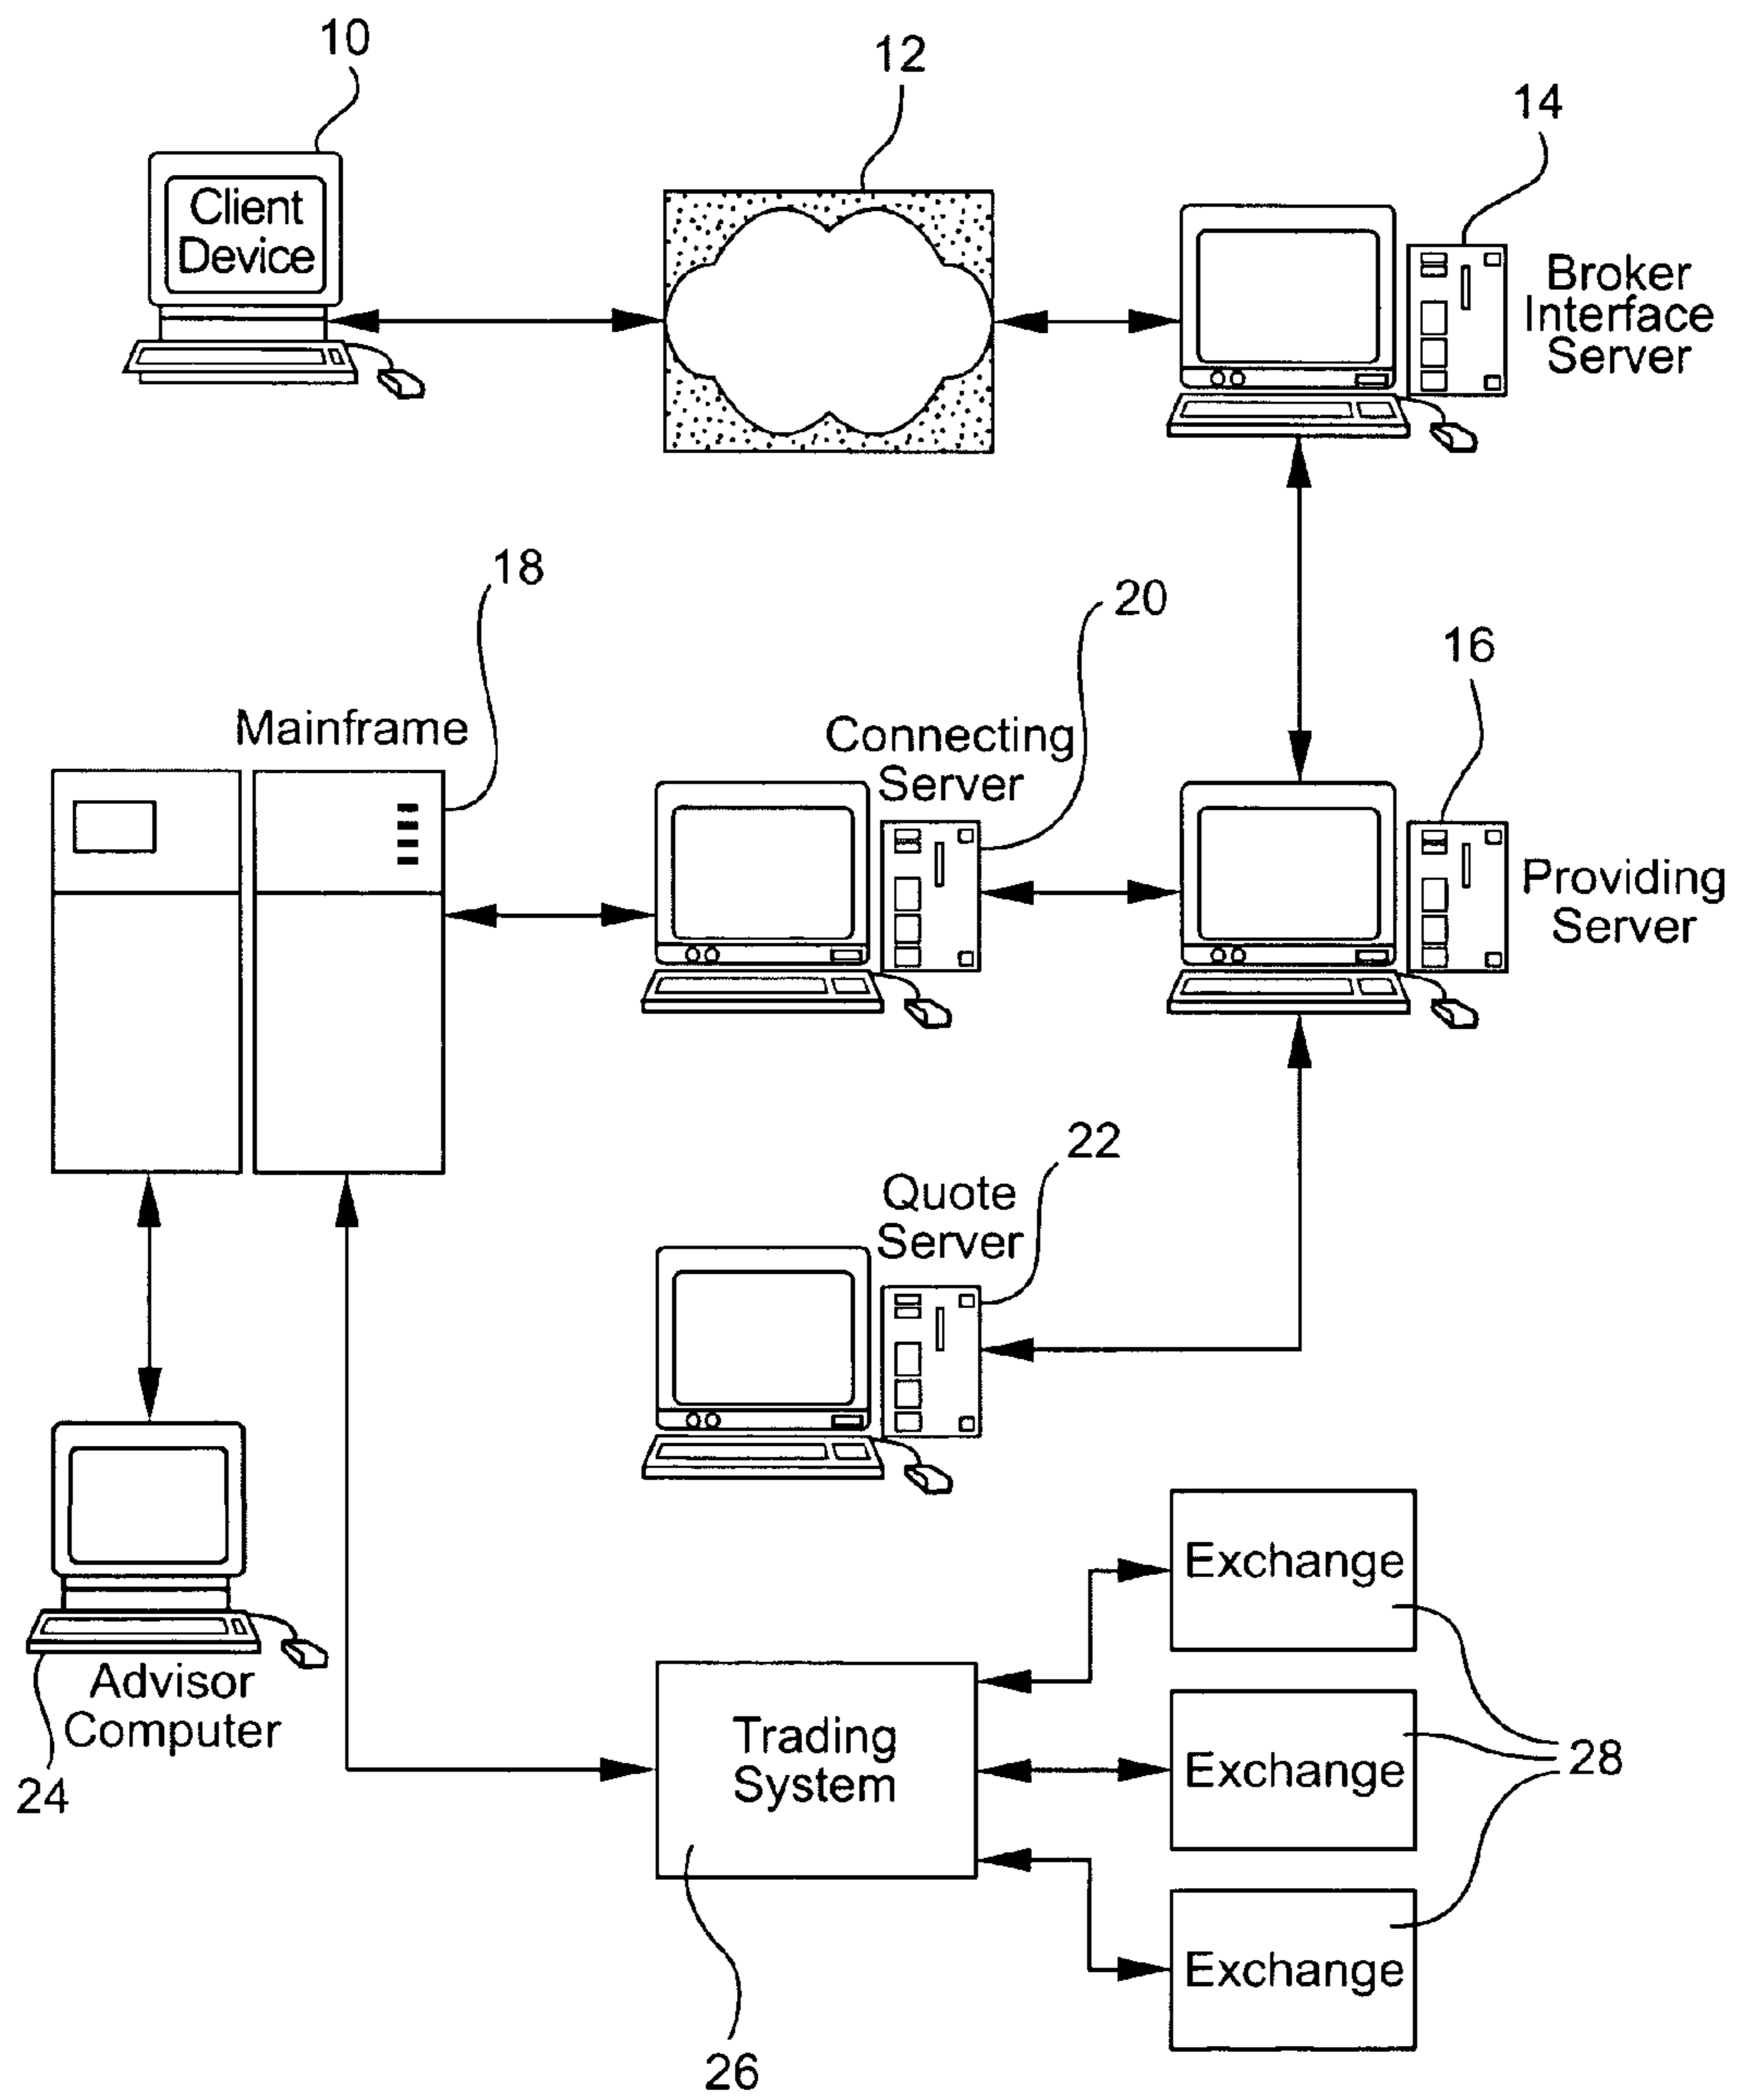 10
12
14
Client
Device
Broker
Interface
Server
18
20
16
Mainframe
Connecting
Server
Providing
Server
22
Quote
Server
Exchange
Advisor
Computer
24
Trading
System
Exchange
28
Exchange
26